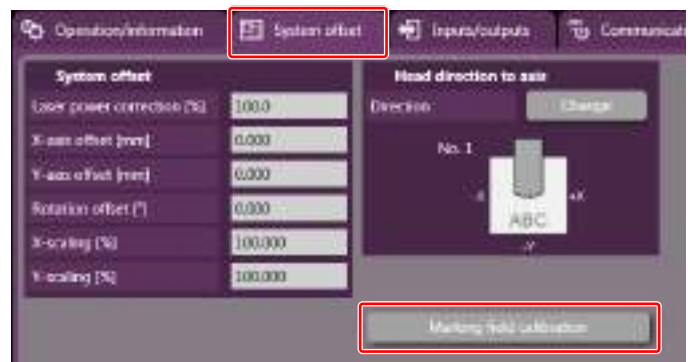 Operation/information
System offset
Inputs/outputs
Communicat
System offset
Laser power correction [%] 100.0
X-axis offset [mm] 0.000
Y-axis offset [mm] 0.000
Rotation offset [°] 0.000
X-scaling [%] 100.000
Y-scaling [%] 100.000
Head direction to axis
Direction Change
No. 1
-X +X
ABC
-Y
Marking field calibration